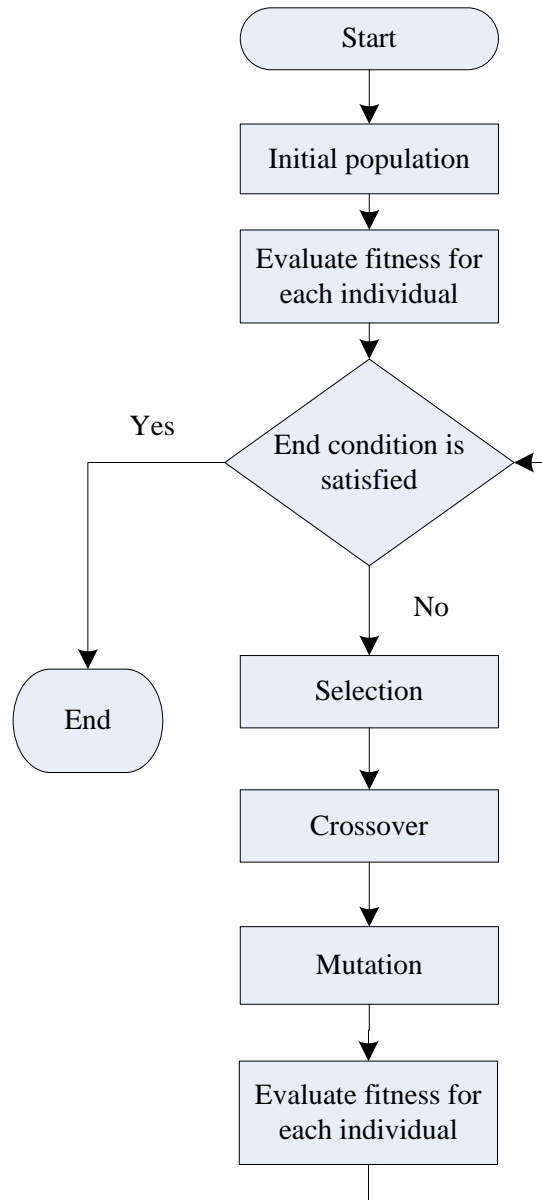 Start
Initial population
Evaluate fitness for
each individual
Yes
End condition is
satisfied
No
Selection
End
Crossover
Mutation
Evaluate fitness for
each individual